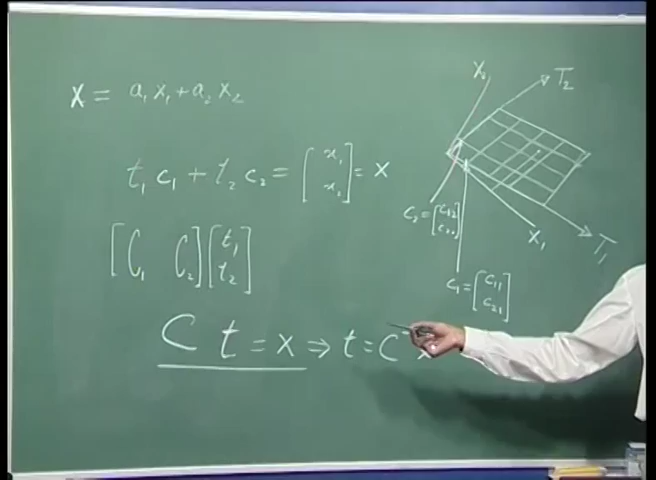 X = a₁ x₁ + a₂ x₂
t₁ c₁ + t₂ c₂ = [x₁ x₂] = x
[C₁ C₂] [t₁ t₂]
C t = x ⇒ t = C⁻ x
X₂
T₂
c₂ = [c₁₂ c₂₂]
X₁
T₁
c₁ = [c₁₁ c₂₁]